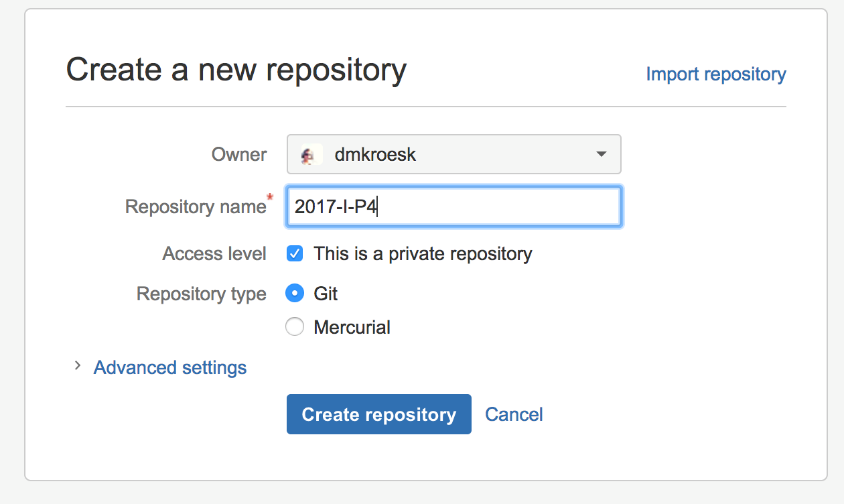 Create a new repository
Import repository
Owner
dmkroesk
Repository name*
2017-I-P4
Access level
This is a private repository
Repository type
Git
Mercurial
Advanced settings
Create repository
Cancel